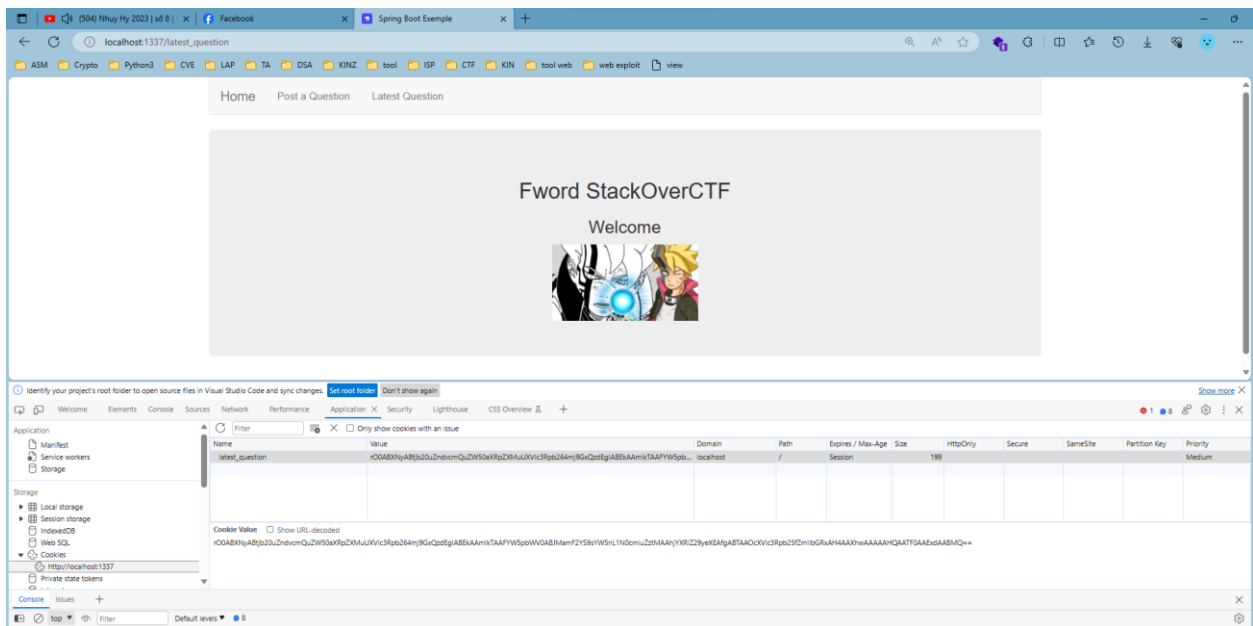 (504) Nhụy Hy 2023 | số 8 |
Facebook
Spring Boot Exemple
localhost:1337/latest_question
ASM Crypto Python3 CVE LAP TA DSA KINZ tool ISP CTF KIN tool web web exploit view
Home Post a Question Latest Question
Fword StackOverCTF
Welcome
Identify your project's root folder to open source files in Visual Studio Code and sync changes. Set root folder Don't show again Show more
Welcome Elements Console Sources Network Performance Application Security Lighthouse CSS Overview
1 8
Application
Manifest
Service workers
Storage
Storage
Local storage
Session storage
IndexedDB
Web SQL
Cookies
http://localhost:1337
Private state tokens
Filter Only show cookies with an issue
Name Value Domain Path Expires / Max-Age Size HttpOnly Secure SameSite Partition Key Priority
latest_question localhost / Session 199 Medium
Cookie Value Show URL-decoded
Console Issues
top Filter Default levels 8